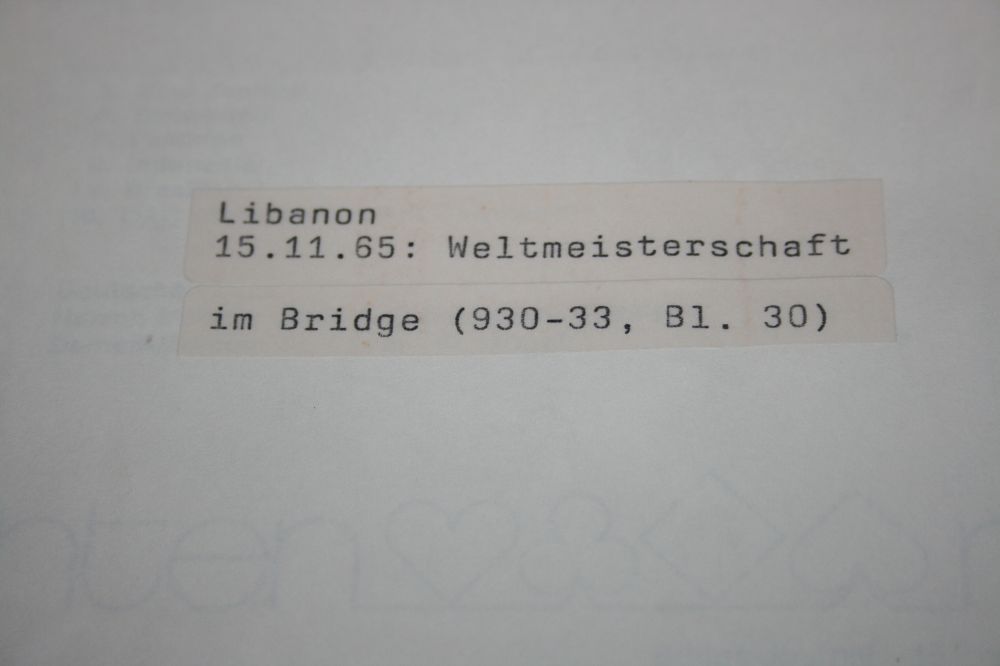 Libanon
15.11.65: Weltmeisterschaft
im Bridge (930-33, Bl. 30)